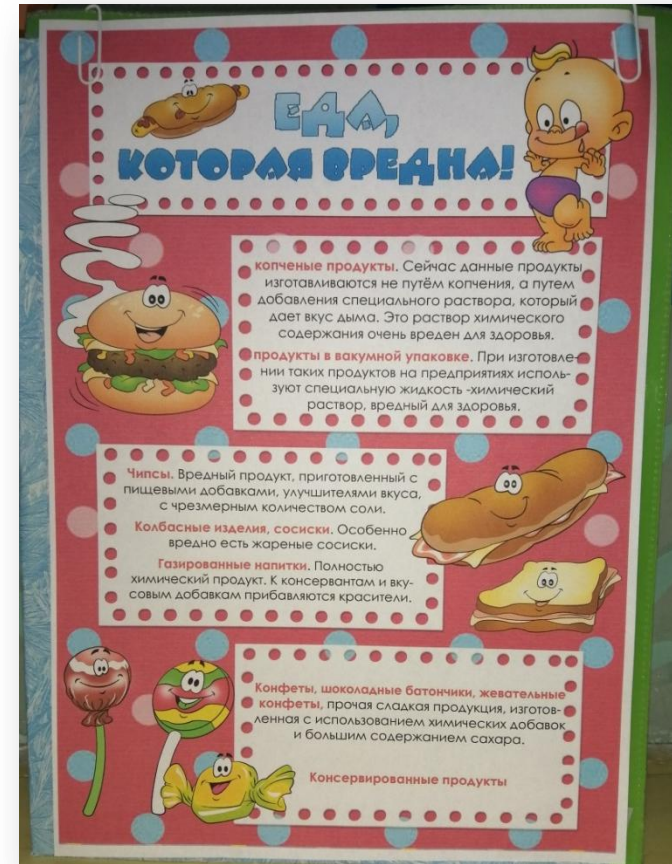 ЕДА,
КОТОРАЯ ВРЕДНА!
копченые продукты. Сейчас данные продукты
изготавливаются не путём копчения, а путем
добавления специального раствора, который
дает вкус дыма. Это раствор химического
содержания очень вреден для здоровья.
продукты в вакумной упаковке. При изготовле-
нии таких продуктов на предприятиях исполь-
зуют специальную жидкость -химический
раствор, вредный для здоровья.
Чипсы. Вредный продукт, приготовленный с
пищевыми добавками, улучшителями вкуса,
с чрезмерным количеством соли.
Колбасные изделия, сосиски. Особенно
вредно есть жареные сосиски.
Газированные напитки. Полностью
химический продукт. К консервантам и вку-
совым добавкам прибавляются красители.
Конфеты, шоколадные батончики, жевательные
конфеты, прочая сладкая продукция, изготов-
ленная с использованием химических добавок
и большим содержанием сахара.
Консервированные продукты